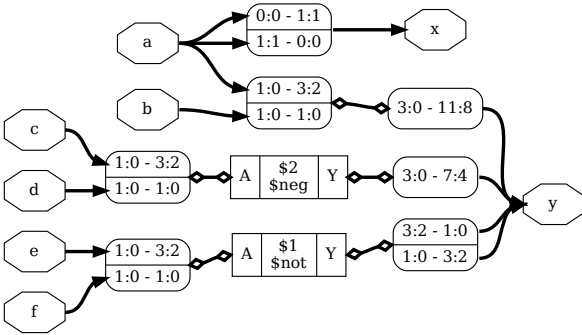 a
0:0 - 1:1
1:1 - 0:0
x
b
1:0 - 3:2
1:0 - 1:0
3:0 - 11:8
c
d
1:0 - 3:2
1:0 - 1:0
A
$2
$neg
Y
3:0 - 7:4
y
e
f
1:0 - 3:2
1:0 - 1:0
A
$1
$not
Y
3:2 - 1:0
1:0 - 3:2